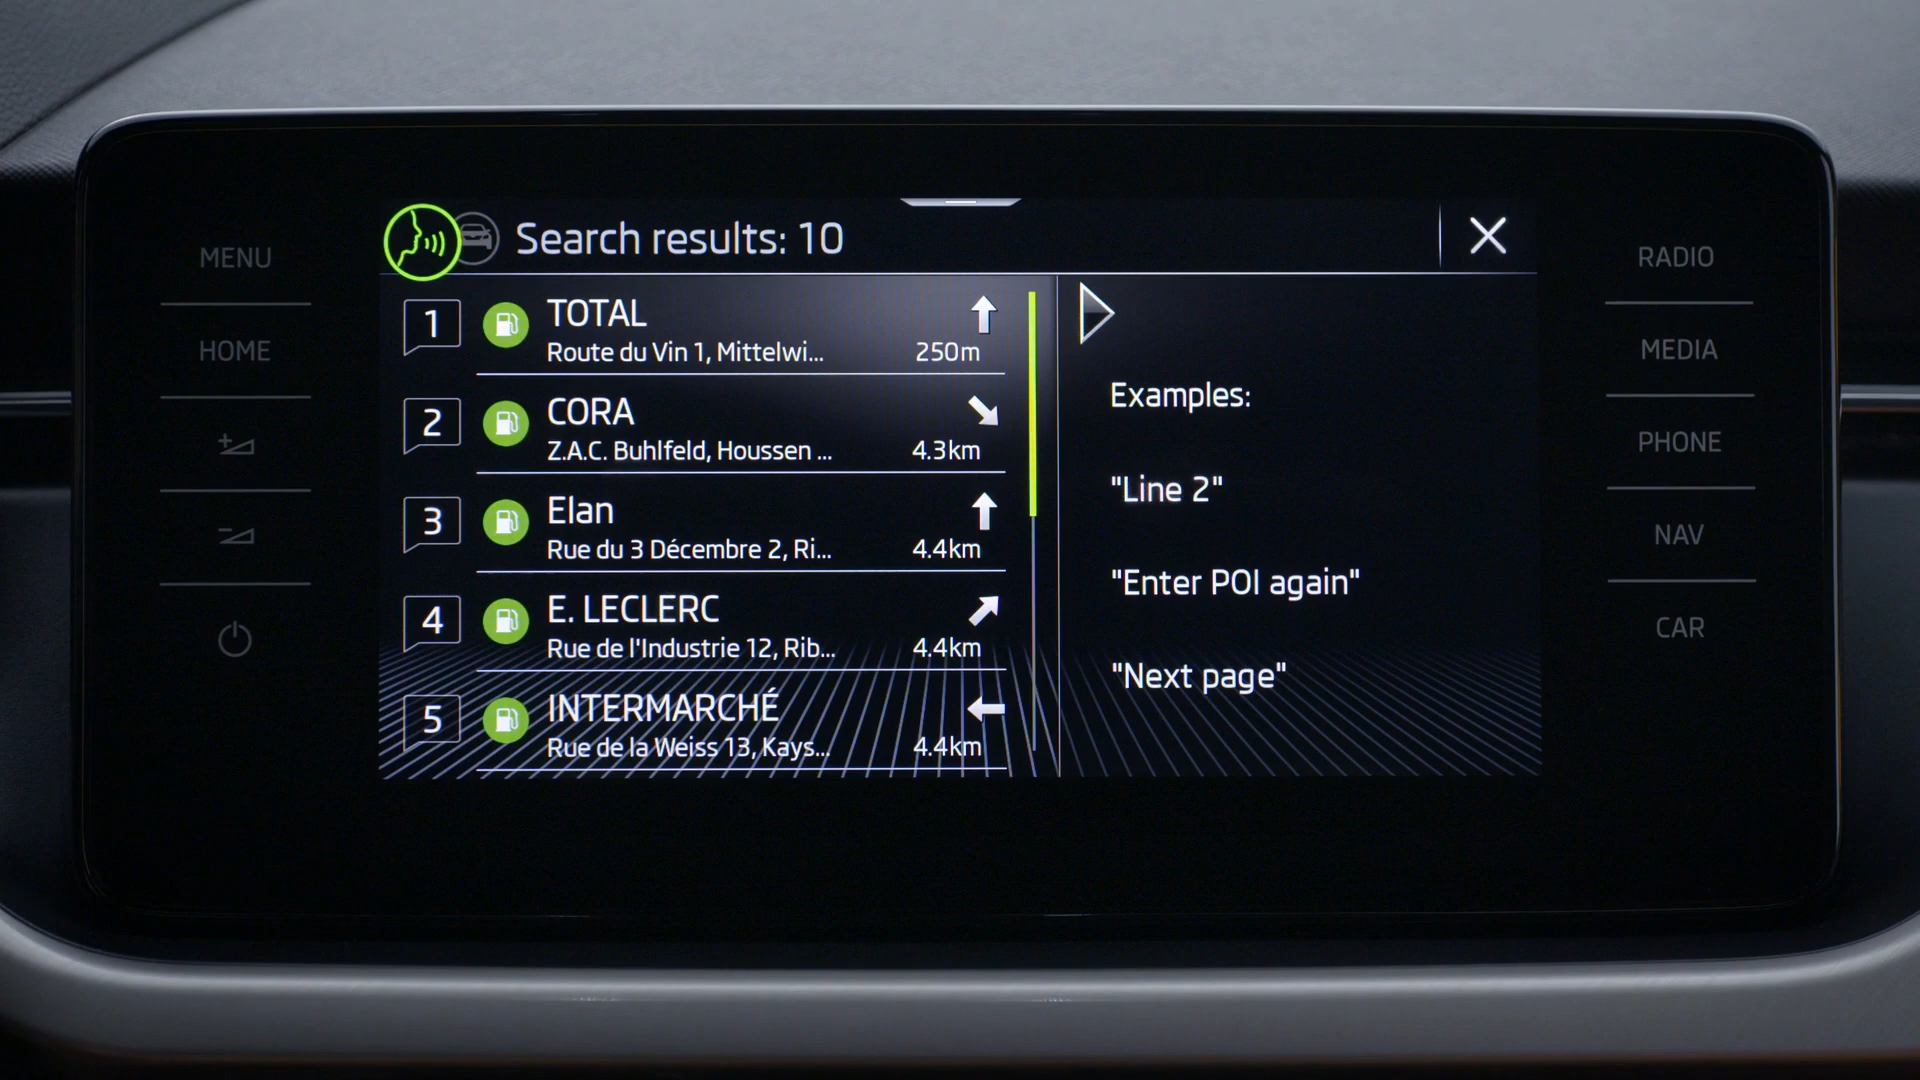 MENU
HOME
Search results: 10
1
TOTAL
Route du Vin 1, Mittelwi...
250m
2
CORA
Z.A.C. Buhlfeld, Houssen ...
4.3km
3
Elan
Rue du 3 Décembre 2, Ri...
4.4km
4
E. LECLERC
Rue de l'Industrie 12, Rib...
4.4km
5
INTERMARCHÉ
Rue de la Weiss 13, Kays...
4.4km
Examples:
"Line 2"
"Enter POI again"
"Next page"
RADIO
MEDIA
PHONE
NAV
CAR